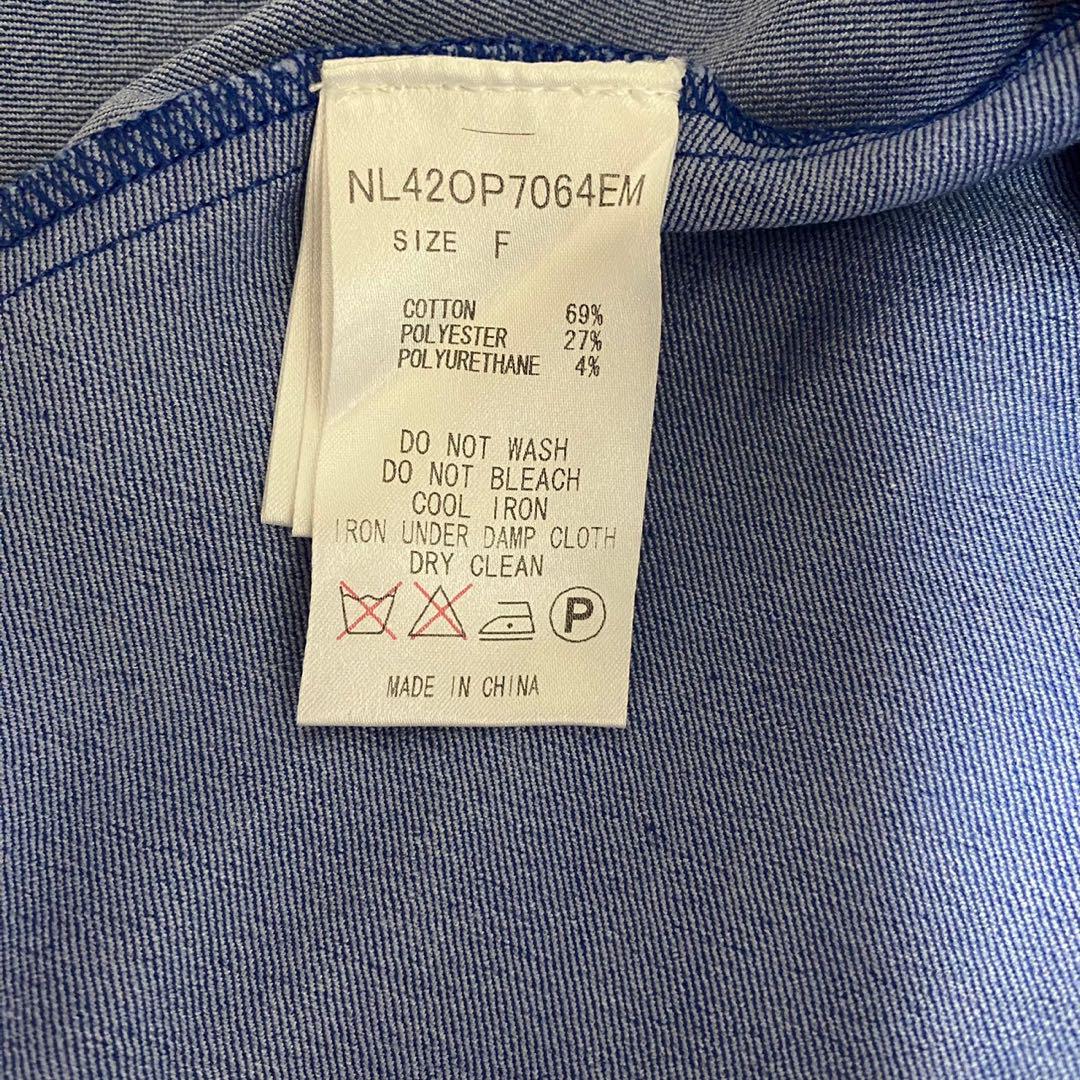 NL42OP7064EM
SIZE F
COTTON 69%
POLYESTER 27%
POLYURETHANE 4%
DO NOT WASH
DO NOT BLEACH
COOL IRON
IRON UNDER DAMP CLOTH
DRY CLEAN
P
MADE IN CHINA